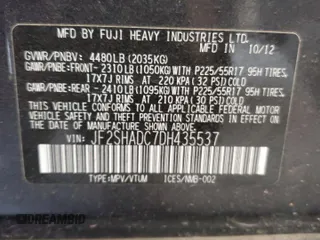 MFD BY FUJI HEAVY INDUSTRIES LTD.
MADE IN 10/12
GVWR/PNBV: 4480LB (2035KG)
GAWR/PNBE: FRONT- 2310LB (1050KG) WITH P225/55R17 95H TIRES,
17X7J RIMS AT 220 KPA (32 PSI) COLD
GAWR/PNBE: REAR - 2410LB (1095KG) WITH P225/55R17 95H TIRES,
17X7J RIMS AT 210 KPA (30 PSI) COLD
THIS VEHICLE CONFORMS TO ALL APPLICABLE FEDERAL
MOTOR VEHICLE SAFETY, BUMPER, AND THEFT PREVENTION
STANDARDS IN EFFECT ON THE DATE OF MANUFACTURE SHOWN ABOVE.
VIN: JF2SHADC7DH435537
TYPE: MPV/VTUM ICES/NMB-002